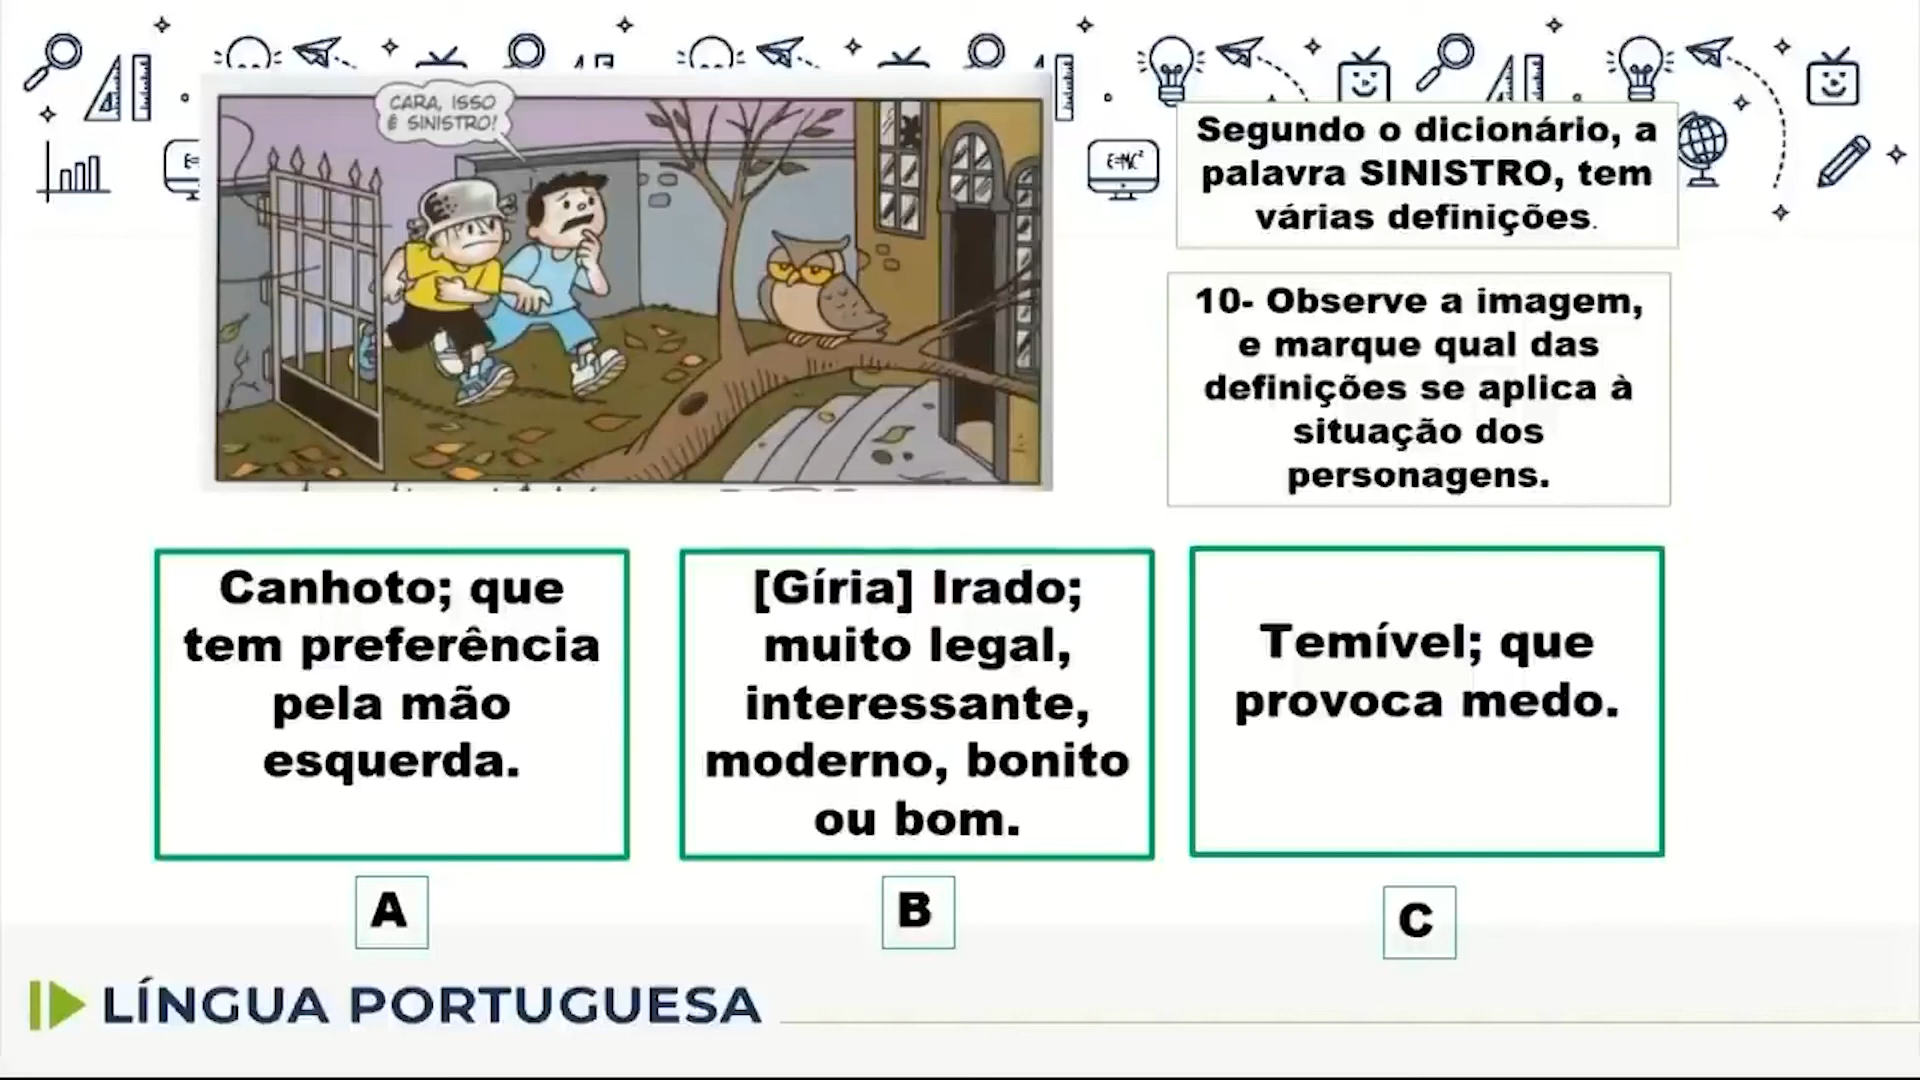 CARA, ISSO
É SINISTRO!
E=MC²
Segundo o dicionário, a
palavra SINISTRO, tem
várias definições.
10- Observe a imagem,
e marque qual das
definições se aplica à
situação dos
personagens.
Canhoto; que
tem preferência
pela mão
esquerda.
A
[Gíria] Irado;
muito legal,
interessante,
moderno, bonito
ou bom.
B
Temível; que
provoca medo.
C
LÍNGUA PORTUGUESA